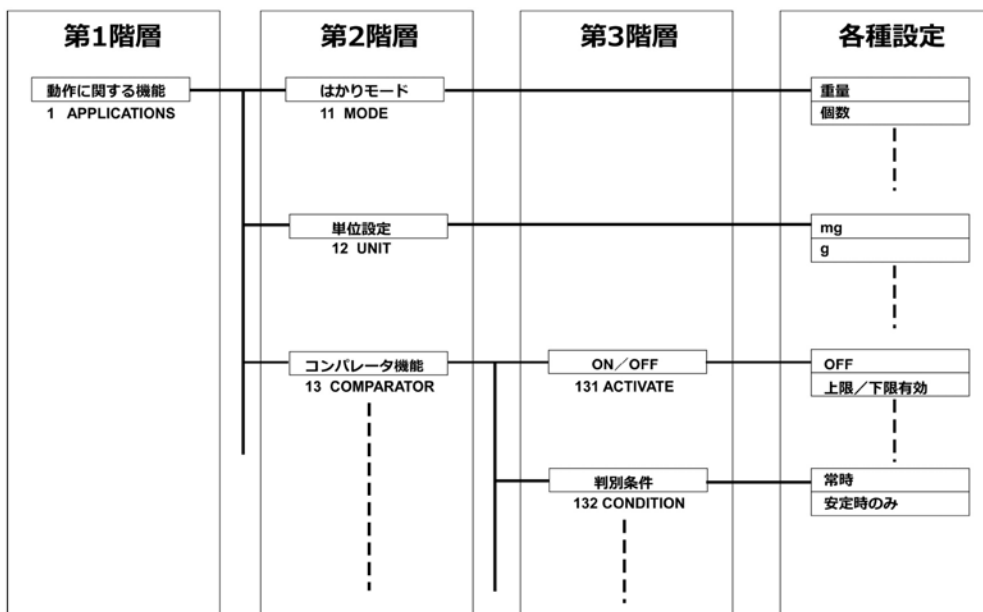 第1階層
第2階層
第3階層
各種設定
動作に関する機能
1 APPLICATIONS
はかりモード
11 MODE
重量
個数
単位設定
12 UNIT
mg
g
コンパレータ機能
13 COMPARATOR
ON／OFF
131 ACTIVATE
OFF
上限／下限有効
判別条件
132 CONDITION
常時
安定時のみ